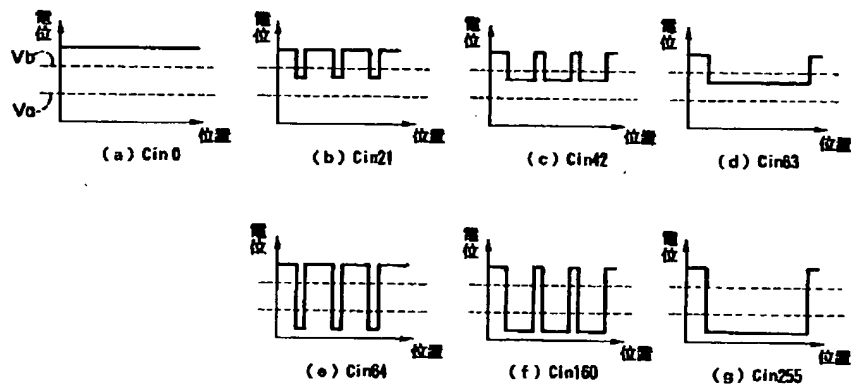 電位
Vb
Va
位置
(a) Cin0
電位
位置
(b) Cin21
電位
位置
(c) Cin42
電位
位置
(d) Cin63
電位
位置
(e) Cin64
電位
位置
(f) Cin160
電位
位置
(g) Cin255